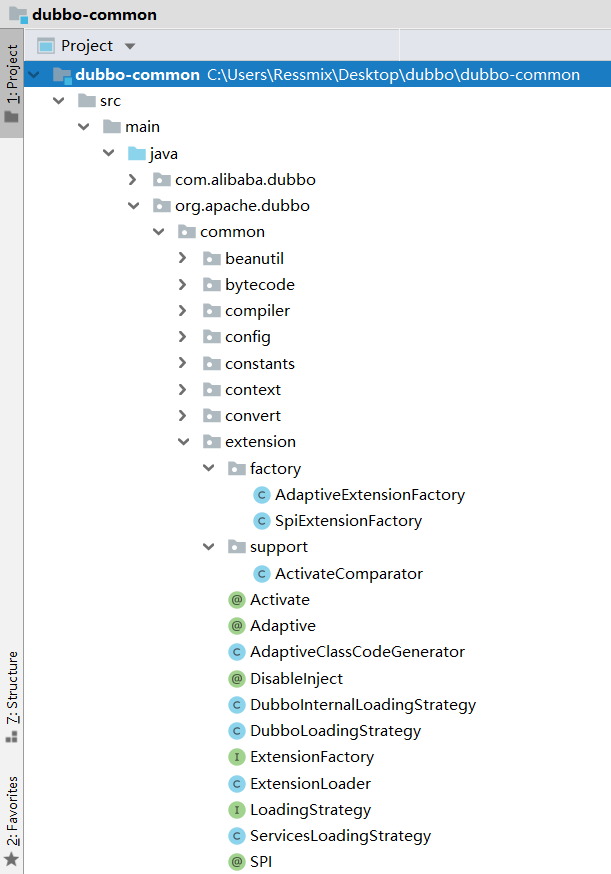 dubbo-common
Project
1: Project
dubbo-common C:\Users\Ressmix\Desktop\dubbo\dubbo-common
src
main
java
com.alibaba.dubbo
org.apache.dubbo
common
beanutil
bytecode
compiler
config
constants
context
convert
extension
factory
C AdaptiveExtensionFactory
C SpiExtensionFactory
support
C ActivateComparator
@ Activate
@ Adaptive
C AdaptiveClassCodeGenerator
@ DisableInject
C DubboInternalLoadingStrategy
C DubboLoadingStrategy
I ExtensionFactory
C ExtensionLoader
I LoadingStrategy
C ServicesLoadingStrategy
@ SPI
7: Structure
2: Favorites